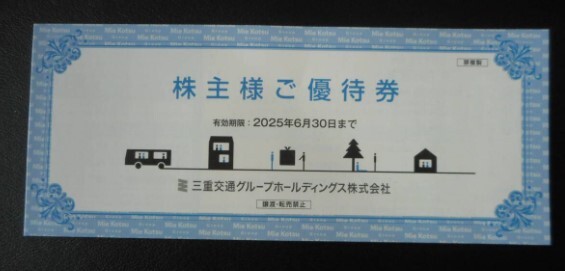 Mie Kotsu
株主様ご優待券
有効期限：2025年6月30日まで
三重交通グループホールディングス株式会社
譲渡・転売禁止